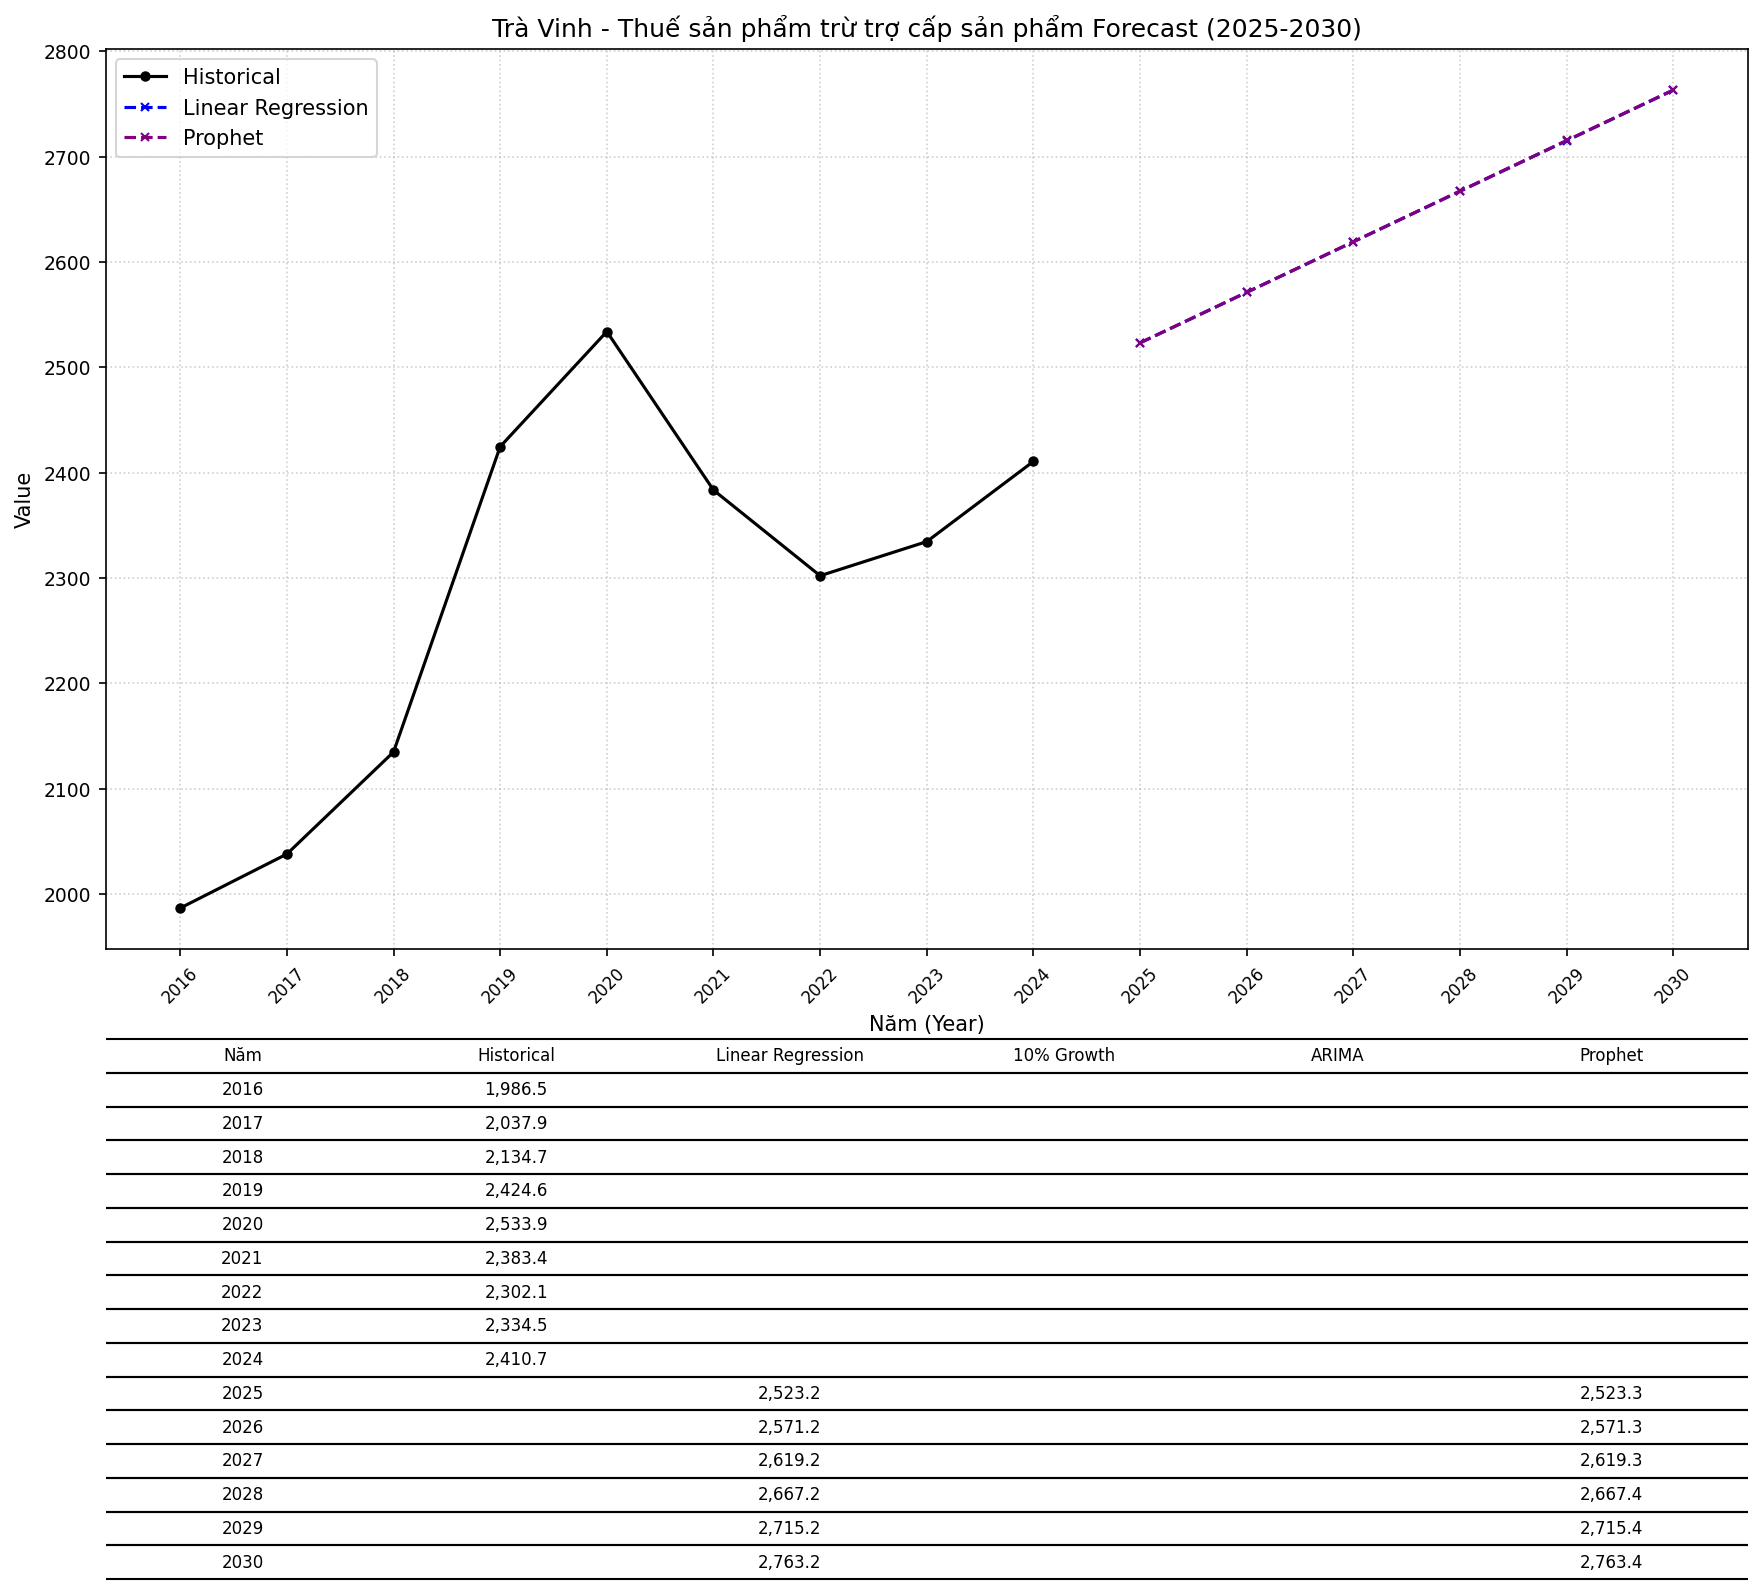 Trà Vinh - Thuế sản phẩm trừ trợ cấp sản phẩm Forecast (2025-2030)
Historical
Linear Regression
Prophet
Value
2800
2700
2600
2500
2400
2300
2200
2100
2000
2016 2017 2018 2019 2020 2021 2022 2023 2024 2025 2026 2027 2028 2029 2030
Năm (Year)
Năm Historical Linear Regression 10% Growth ARIMA Prophet
2016 1,986.5
2017 2,037.9
2018 2,134.7
2019 2,424.6
2020 2,533.9
2021 2,383.4
2022 2,302.1
2023 2,334.5
2024 2,410.7
2025 2,523.2 2,523.3
2026 2,571.2 2,571.3
2027 2,619.2 2,619.3
2028 2,667.2 2,667.4
2029 2,715.2 2,715.4
2030 2,763.2 2,763.4